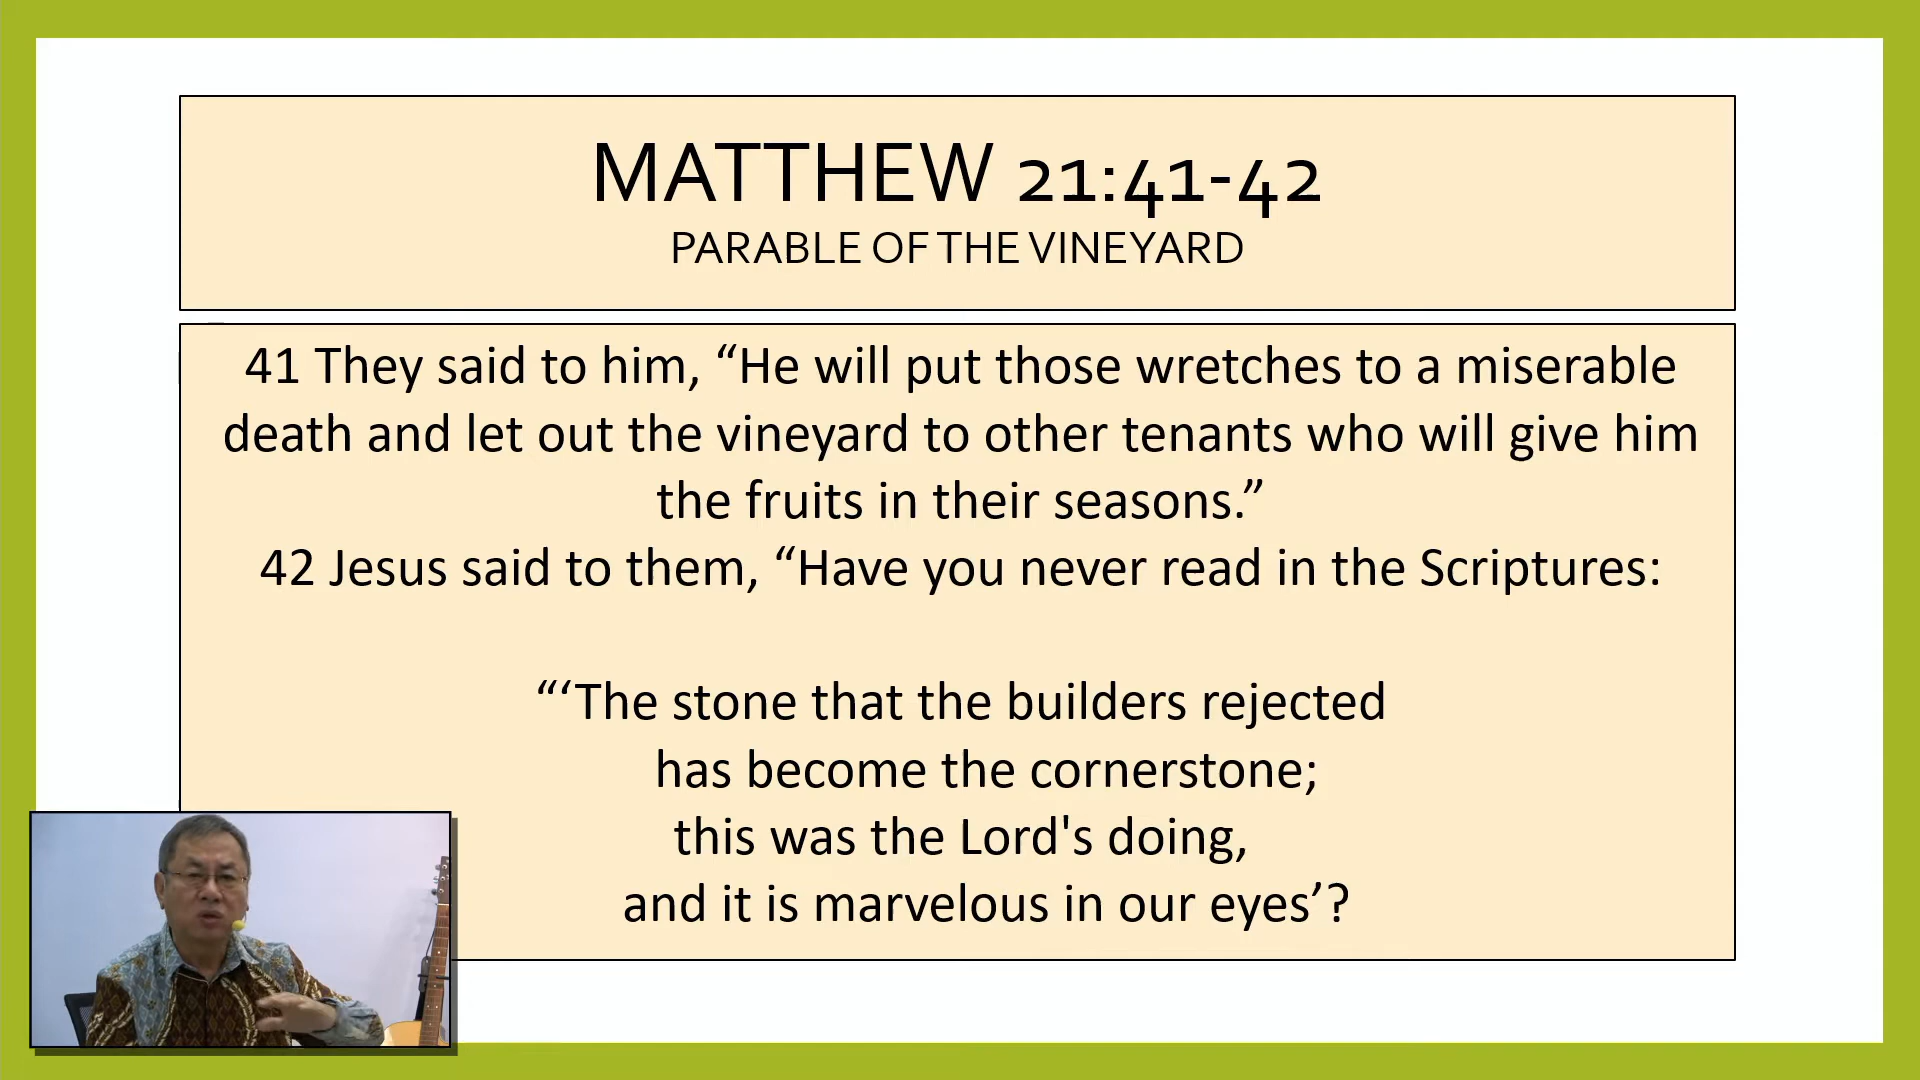 MATTHEW 21:41-42
PARABLE OF THE VINEYARD
41 They said to him, “He will put those wretches to a miserable
death and let out the vineyard to other tenants who will give him
the fruits in their seasons.”
42 Jesus said to them, “Have you never read in the Scriptures:
“‘The stone that the builders rejected
has become the cornerstone;
this was the Lord's doing,
and it is marvelous in our eyes’?